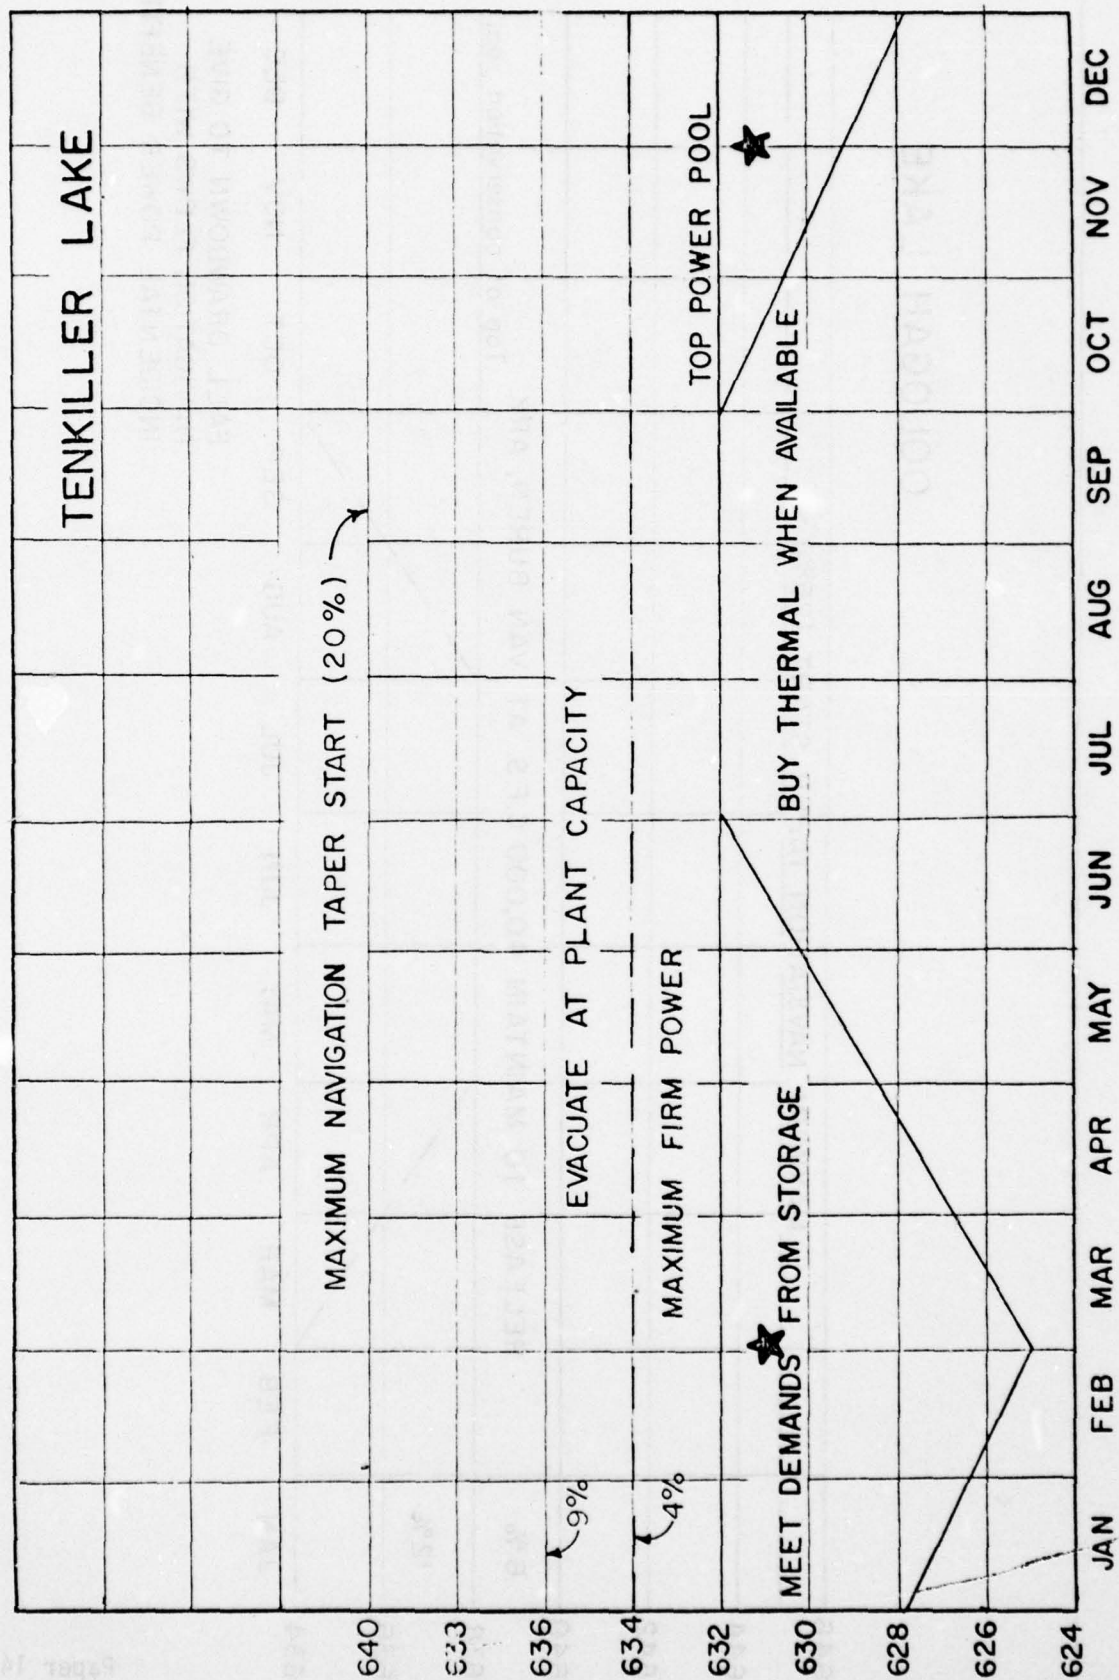 TENKILLER LAKE
MAXIMUM NAVIGATION TAPER START (20%)
EVACUATE AT PLANT CAPACITY
9%
4%
MAXIMUM FIRM POWER
TOP POWER POOL
MEET DEMANDS FROM STORAGE
BUY THERMAL WHEN AVAILABLE
640
636
634
632
630
628
626
624
JAN FEB MAR APR MAY JUN JUL AUG SEP OCT NOV DEC